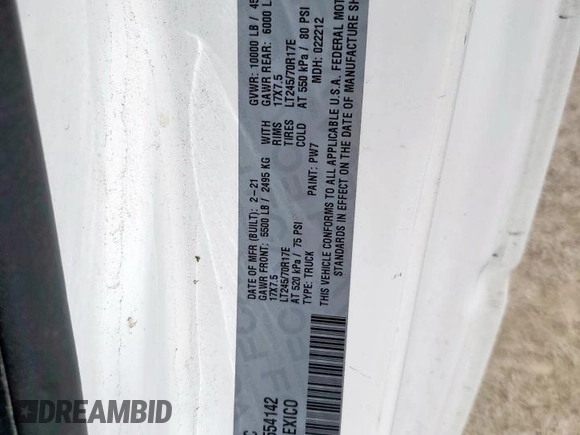 DATE OF MFR (BUILT): 2-21 GVWR: 10000 LB / 45
GAWR FRONT: 5500 LB / 2495 KG WITH GAWR REAR: 6000 L
17X7.5 RIMS 17X7.5
LT245/70R17E TIRES LT245/70R17E
AT 520 kPa / 75 PSI COLD AT 550 kPa / 80 PSI
TYPE: TRUCK PAINT: PW7 MDH: 022212
THIS VEHICLE CONFORMS TO ALL APPLICABLE U.S.A. FEDERAL MOT
STANDARDS IN EFFECT ON THE DATE OF MANUFACTURE SH
554142
EXICO
DREAMBID